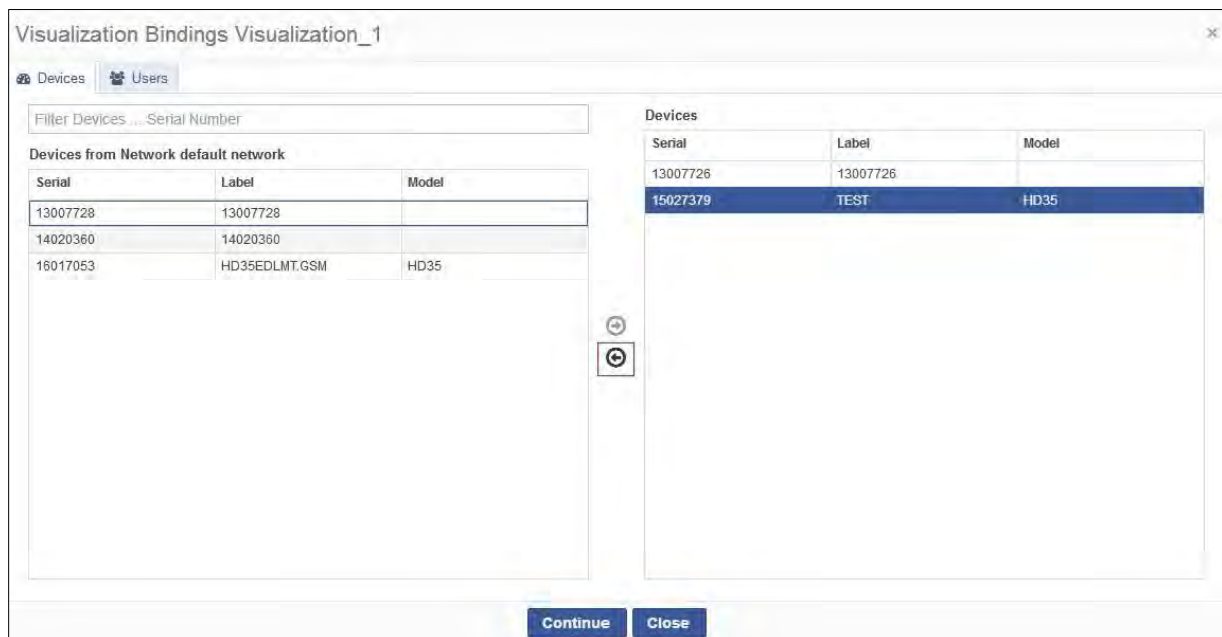 Visualization Bindings Visualization_1
Devices Users
Filter Devices ... Serial Number
Devices from Network default network
Serial Label Model
13007728 13007728
14020360 14020360
16017053 HD35EDLMT.GSM HD35
Devices
Serial Label Model
13007726 13007726
15027379 TEST HD35
Continue Close